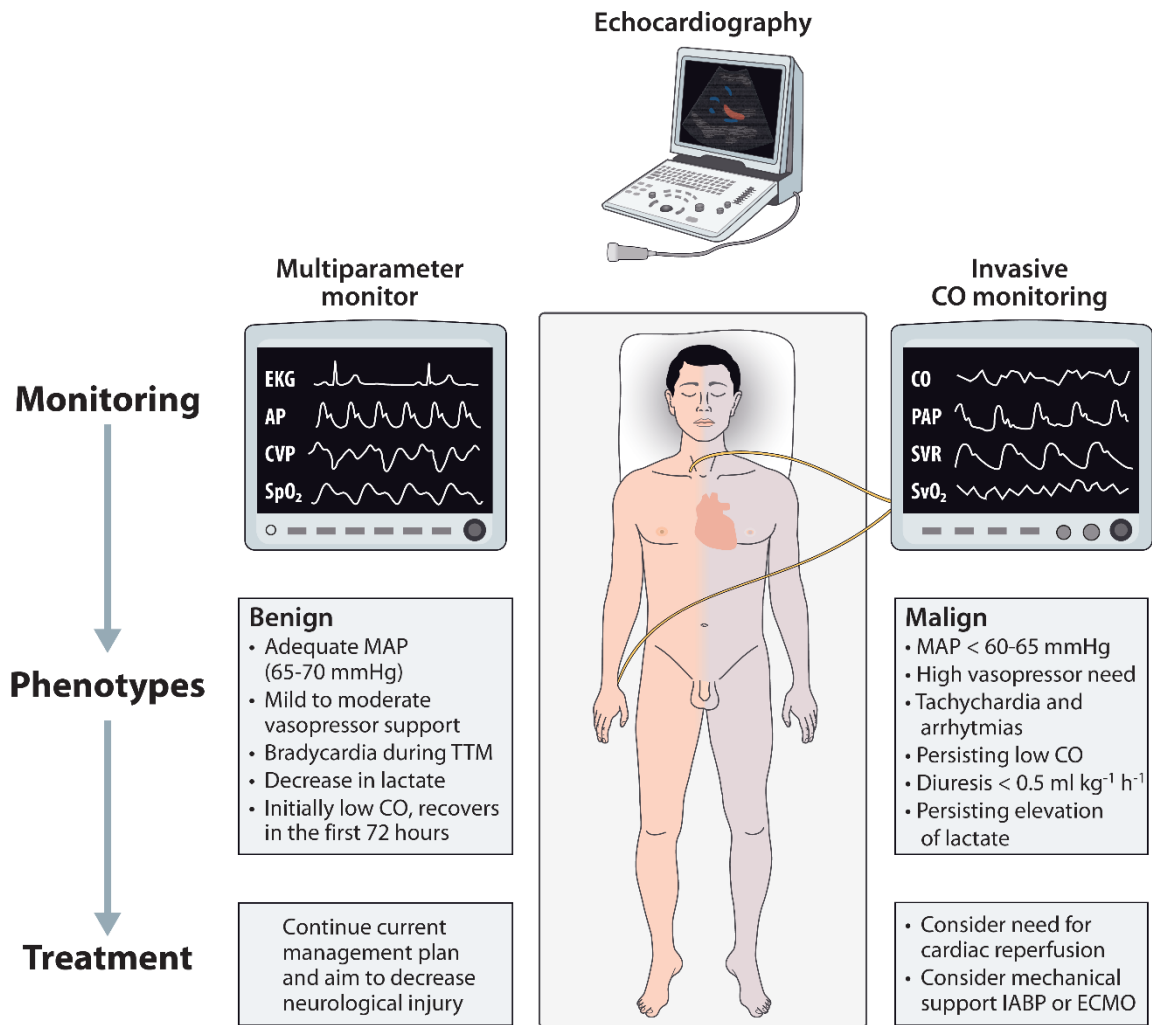 Echocardiography
Multiparameter
monitor
Invasive
CO monitoring
Monitoring
EKG
AP
CVP
SpO₂
CO
PAP
SVR
SvO₂
Phenotypes
Benign
• Adequate MAP
(65-70 mmHg)
• Mild to moderate
vasopressor support
• Bradycardia during TTM
• Decrease in lactate
• Initially low CO, recovers
in the first 72 hours
Malign
• MAP < 60-65 mmHg
• High vasopressor need
• Tachycardia and
arrhytmias
• Persisting low CO
• Diuresis < 0.5 ml kg⁻¹ h⁻¹
• Persisting elevation
of lactate
Treatment
Continue current
management plan
and aim to decrease
neurological injury
• Consider need for
cardiac reperfusion
• Consider mechanical
support IABP or ECMO